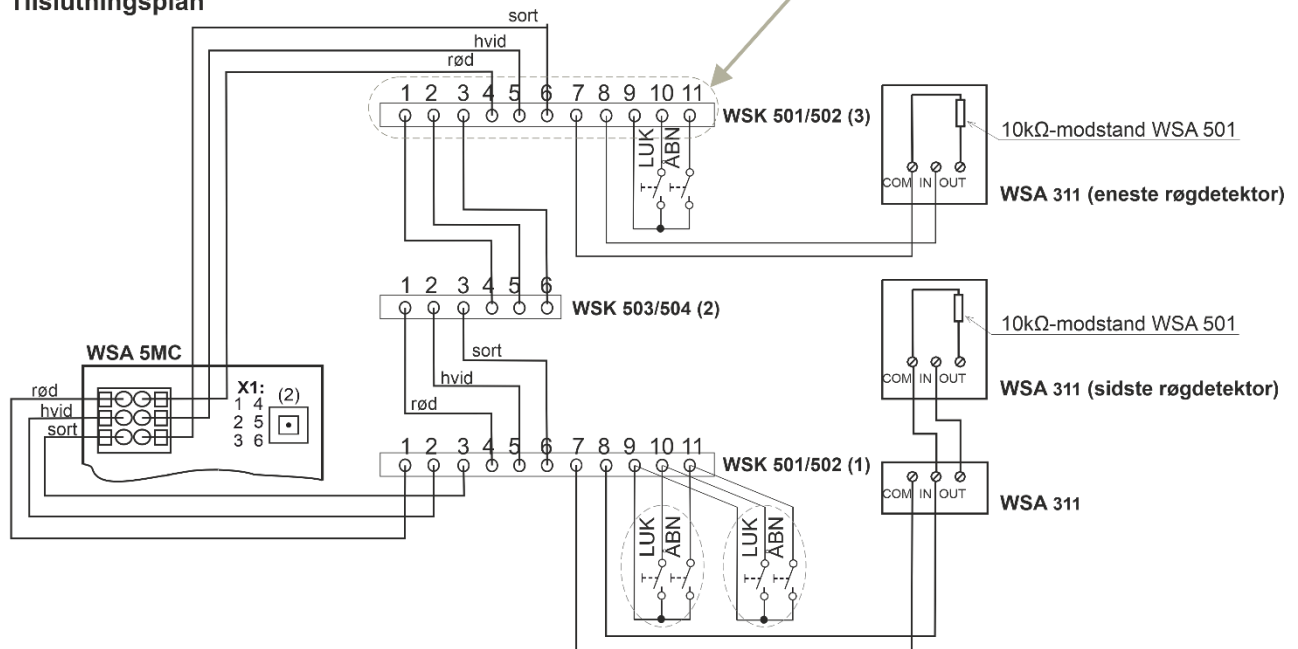 Tilslutningsplan
sort
hvid
rød
1 2 3 4 5 6 7 8 9 10 11
WSK 501/502 (3)
LUK
ÅBN
10kΩ-modstand WSA 501
COM IN OUT
WSA 311 (eneste røgdetektor)
1 2 3 4 5 6
WSK 503/504 (2)
10kΩ-modstand WSA 501
COM IN OUT
WSA 311 (sidste røgdetektor)
WSA 5MC
X1:
(2)
1 4
2 5
3 6
rød
hvid
sort
sort
hvid
rød
1 2 3 4 5 6 7 8 9 10 11
WSK 501/502 (1)
COM IN OUT
WSA 311
LUK
ÅBN
LUK
ÅBN